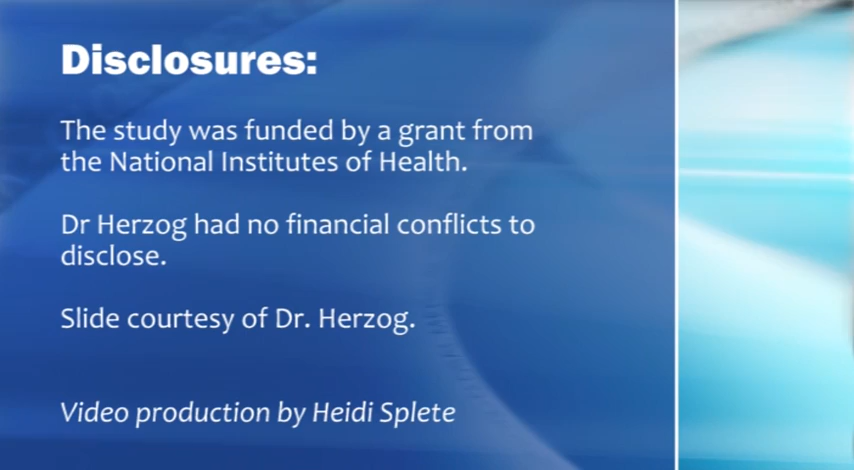 Disclosures:
The study was funded by a grant from
the National Institutes of Health.
Dr Herzog had no financial conflicts to
disclose.
Slide courtesy of Dr. Herzog.
Video production by Heidi Splete